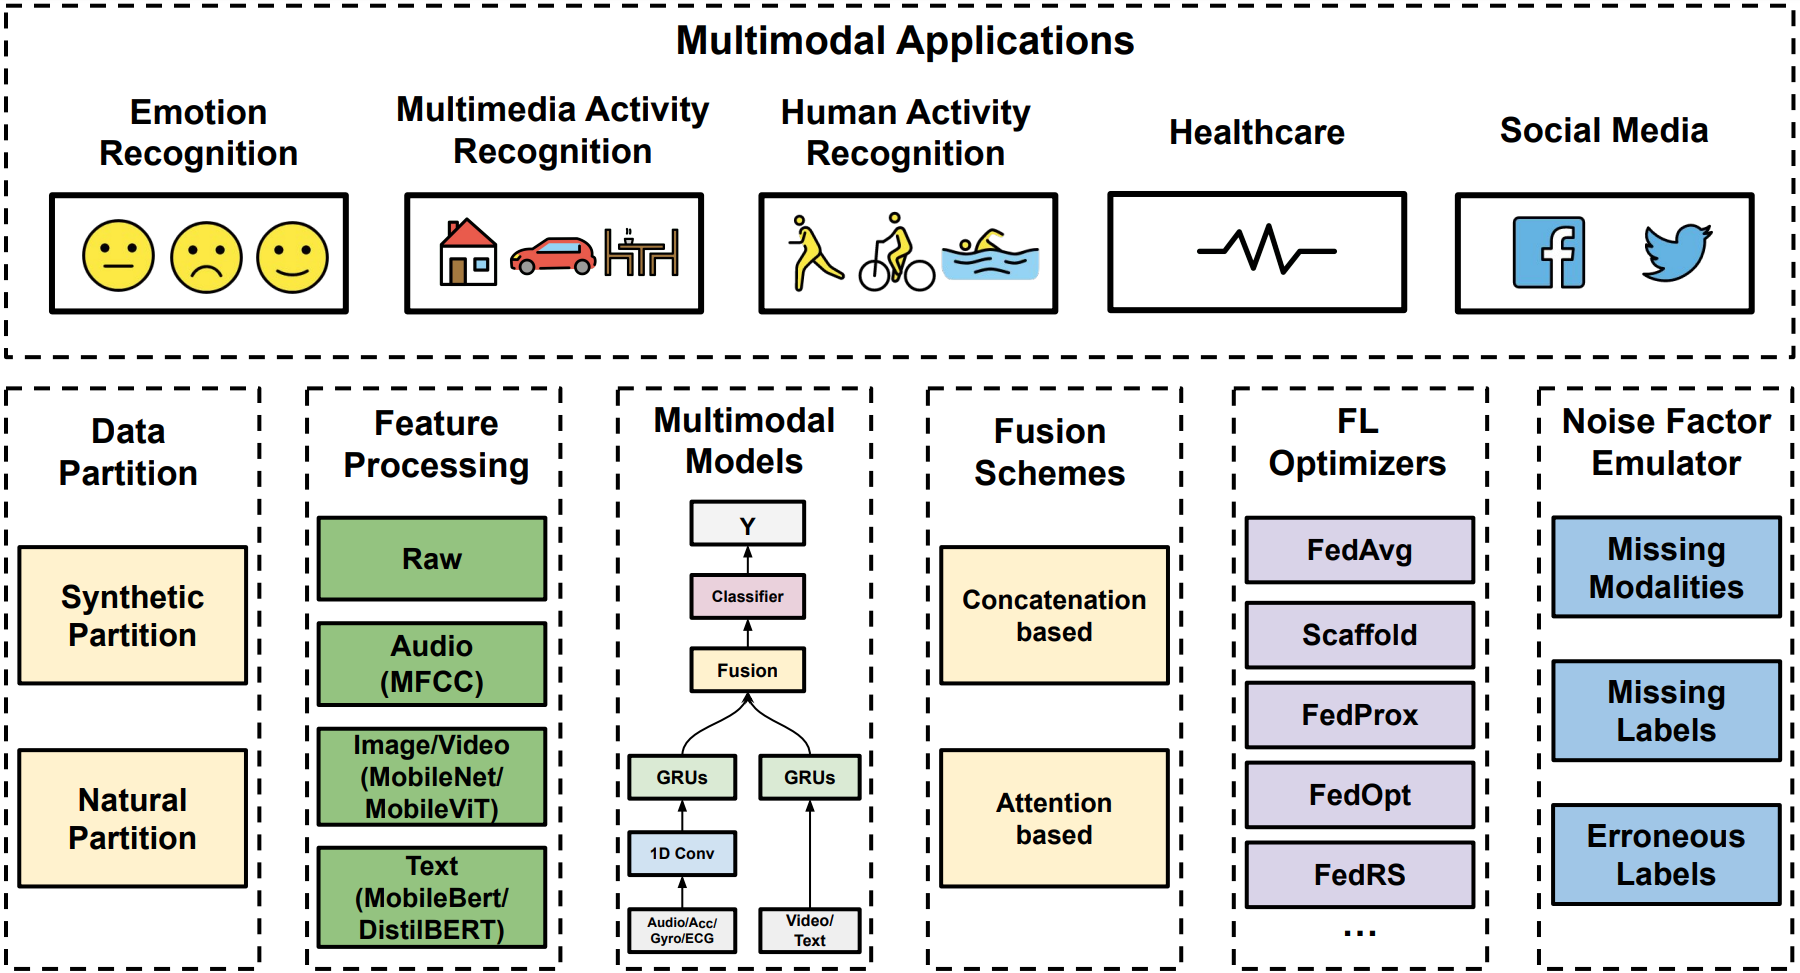 Multimodal Applications
Emotion
Recognition
Multimedia Activity
Recognition
Human Activity
Recognition
Healthcare
Social Media
Data
Partition
Synthetic
Partition
Natural
Partition
Feature
Processing
Raw
Audio
(MFCC)
Image/Video
(MobileNet/
MobileViT)
Text
(MobileBert/
DistilBERT)
Multimodal
Models
Y
Classifier
Fusion
GRUs
GRUs
1D Conv
Audio/Acc/
Gyro/ECG
Video/
Text
Fusion
Schemes
Concatenation
based
Attention
based
FL
Optimizers
FedAvg
Scaffold
FedProx
FedOpt
FedRS
...
Noise Factor
Emulator
Missing
Modalities
Missing
Labels
Erroneous
Labels